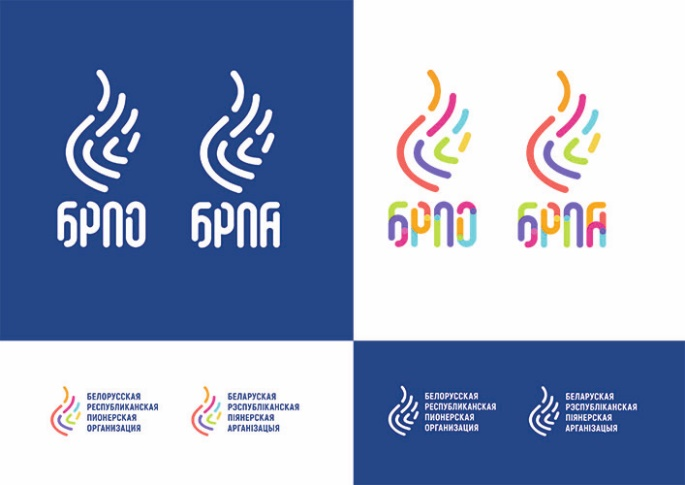 БРПО
БРПА
БРПО
БРПА
БЕЛОРУССКАЯ
РЕСПУБЛИКАНСКАЯ
ПИОНЕРСКАЯ
ОРГАНИЗАЦИЯ
БЕЛАРУСКАЯ
РЭСПУБЛІКАНСКАЯ
ПІЯНЕРСКАЯ
АРГАНІЗАЦЫЯ
БЕЛОРУССКАЯ
РЕСПУБЛИКАНСКАЯ
ПИОНЕРСКАЯ
ОРГАНИЗАЦИЯ
БЕЛАРУСКАЯ
РЭСПУБЛІКАНСКАЯ
ПІЯНЕРСКАЯ
АРГАНІЗАЦЫЯ